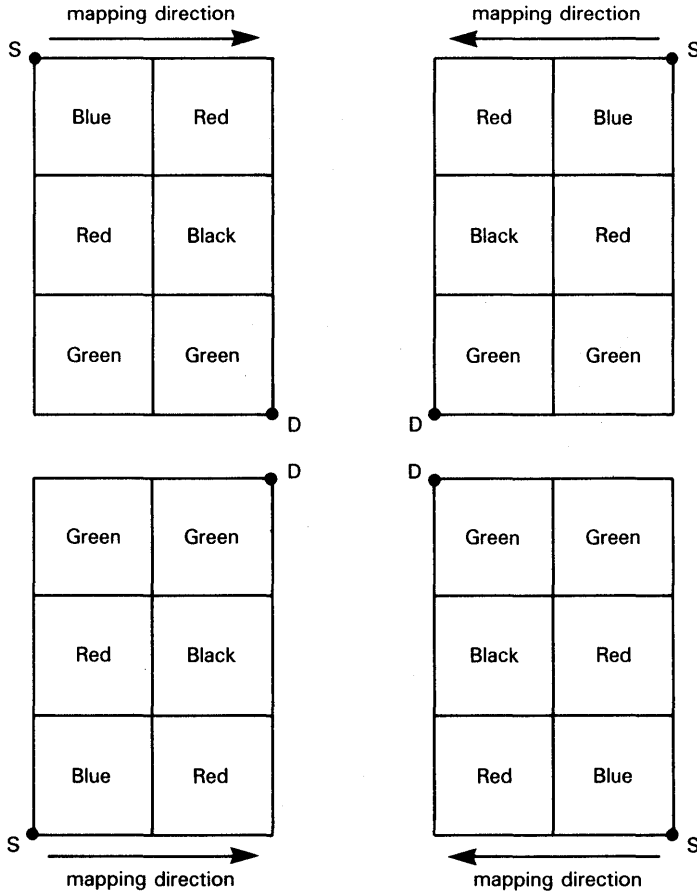 mapping direction mapping direction
S S
Blue Red Red Blue
Red Black Black Red
Green Green Green Green
D D
D D
Green Green Green Green
Red Black Black Red
Blue Red Red Blue
S S
mapping direction mapping direction